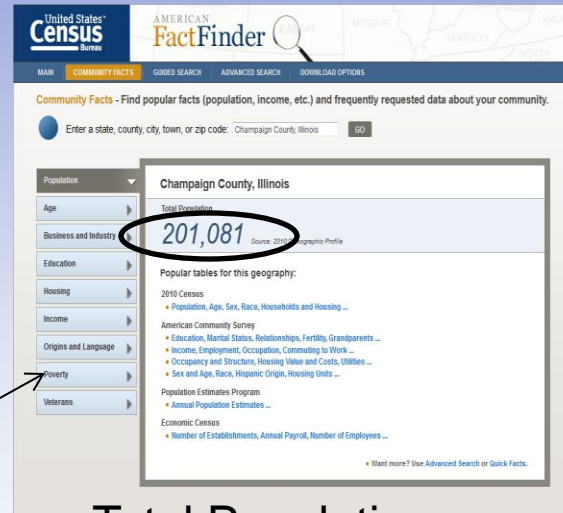 United States™
Census
Bureau
AMERICAN
FactFinder
KANSAS
MISSOURI
KENTUCKY
VIRG
NORTH
MAIN COMMUNITY FACTS GUIDED SEARCH ADVANCED SEARCH DOWNLOAD OPTIONS
Community Facts - Find popular facts (population, income, etc.) and frequently requested data about your community.
Enter a state, county, city, town, or zip code: Champaign County, Illinois GO
Population
Age
Business and Industry
Education
Housing
Income
Origins and Language
Poverty
Veterans
Champaign County, Illinois
Total Population
201,081 Source: 2010 Demographic Profile
Popular tables for this geography:
2010 Census
• Population, Age, Sex, Race, Households and Housing ...
American Community Survey
• Education, Marital Status, Relationships, Fertility, Grandparents ...
• Income, Employment, Occupation, Commuting to Work ...
• Occupancy and Structure, Housing Value and Costs, Utilities ...
• Sex and Age, Race, Hispanic Origin, Housing Units ...
Population Estimates Program
• Annual Population Estimates ...
Economic Census
• Number of Establishments, Annual Payroll, Number of Employees ...
• Want more? Use Advanced Search or Quick Facts.
Total Population